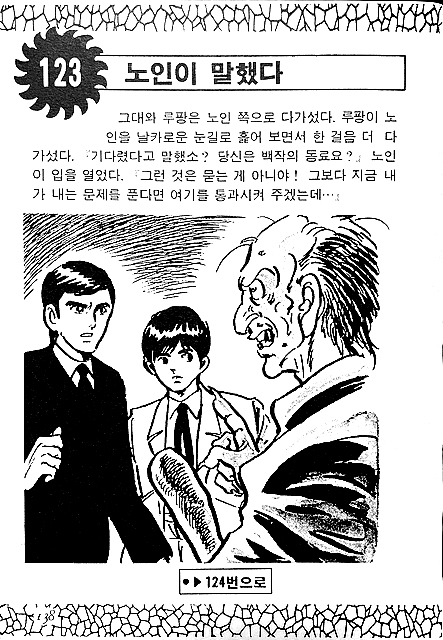 123
노인이 말했다
그대와 루팡은 노인 쪽으로 다가섰다. 루팡이 노
인을 날카로운 눈길로 훑어 보면서 한 걸음 더 다
가섰다. 『기다렸다고 말했소? 당신은 백작의 동료요?』 노인
이 입을 열었다. 『그런 것은 묻는 게 아니야! 그보다 지금 내
가 내는 문제를 푼다면 여기를 통과시켜 주겠는데…』
●▶124번으로
138